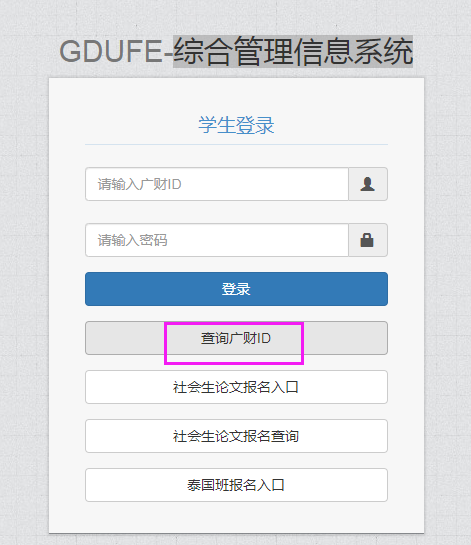 GDUFE-综合管理信息系统
学生登录
请输入广财ID
请输入密码
登录
查询广财ID
社会生论文报名入口
社会生论文报名查询
泰国班报名入口